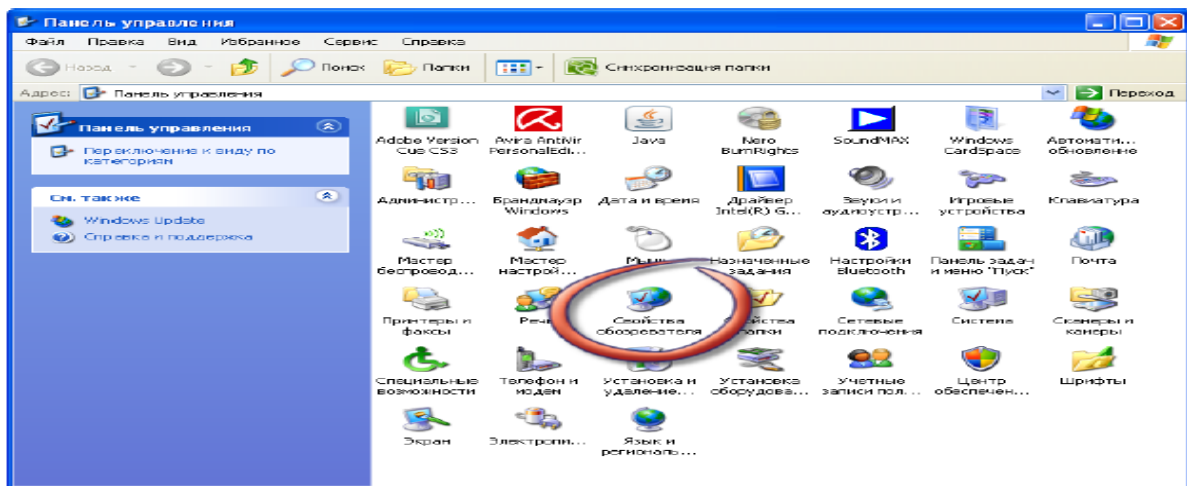 Панель управления
Файл Правка Вид Избранное Сервис Справка
Назад Поиск Папки Синхронизация папки
Адрес: Панель управления Переход
Панель управления
Переключение к виду по
категориям
См. также
Windows Update
Справка и поддержка
Adobe Version
Cue CS3
Avira AntiVir
PersonalEdi...
Java
Nero
BurnRights
SoundMAX
Windows
CardSpace
Автомати...
обновление
Администр...
Брандмауэр
Windows
Дата и время
Драйвер
Intel(R) G...
Звуки и
аудиоустр...
Игровые
устройства
Клавиатура
Мастер
беспровод...
Мастер
настрой...
Мышь
Назначенные
задания
Настройки
Bluetooth
Панель задач
и меню "Пуск"
Почта
Принтеры и
факсы
Речь
Свойства
обозревателя
Свойства
папки
Сетевые
подключения
Система
Сканеры и
камеры
Специальные
возможности
Телефон и
модем
Установка и
удаление...
Установка
оборудова...
Учетные
записи пол...
Центр
обеспечен...
Шрифты
Экран
Электропи...
Язык и
региональ...